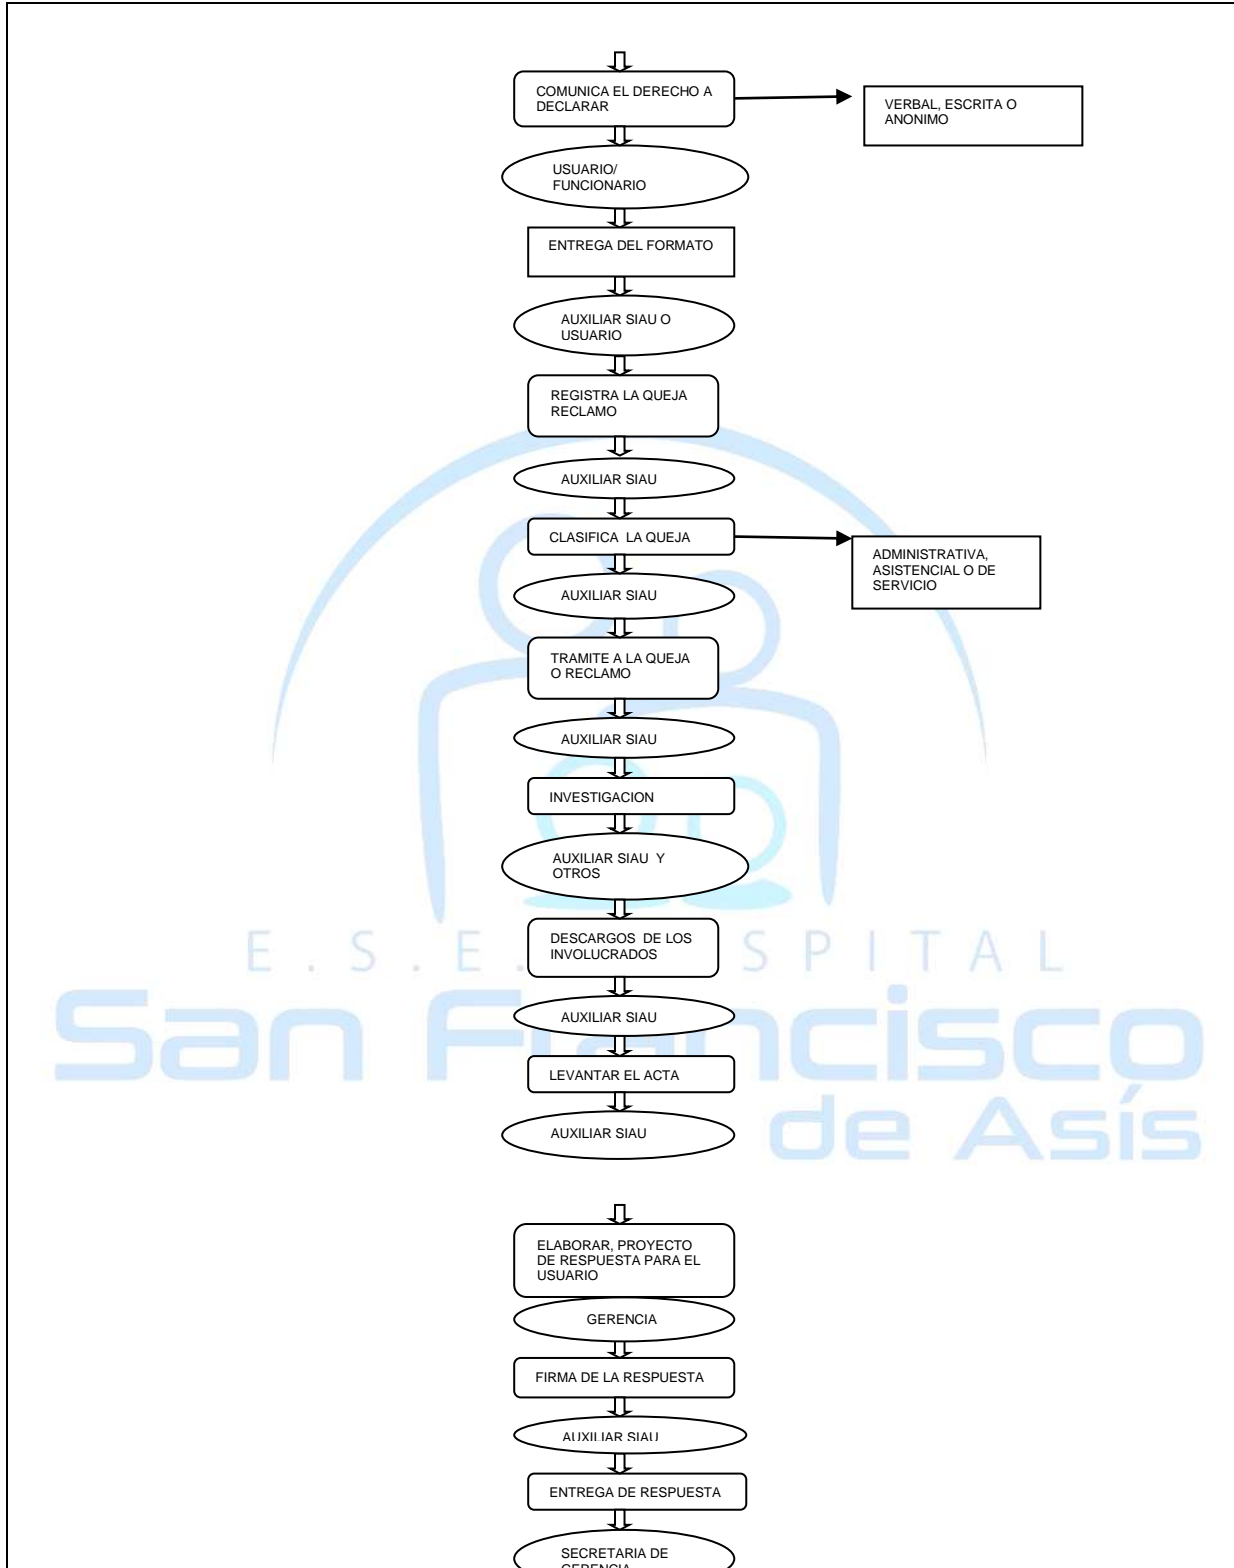 COMUNICA EL DERECHO A
DECLARAR
VERBAL, ESCRITA O
ANONIMO
USUARIO/
FUNCIONARIO
ENTREGA DEL FORMATO
AUXILIAR SIAU O
USUARIO
REGISTRA LA QUEJA
RECLAMO
AUXILIAR SIAU
CLASIFICA LA QUEJA
ADMINISTRATIVA,
ASISTENCIAL O DE
SERVICIO
AUXILIAR SIAU
TRAMITE A LA QUEJA
O RECLAMO
AUXILIAR SIAU
INVESTIGACION
AUXILIAR SIAU Y
OTROS
DESCARGOS DE LOS
INVOLUCRADOS
E.S.E. HOSPITAL
San Francisco
de Asís
AUXILIAR SIAU
LEVANTAR EL ACTA
AUXILIAR SIAU
ELABORAR, PROYECTO
DE RESPUESTA PARA EL
USUARIO
GERENCIA
FIRMA DE LA RESPUESTA
AUXILIAR SIAU
ENTREGA DE RESPUESTA
SECRETARIA DE
GERENCIA